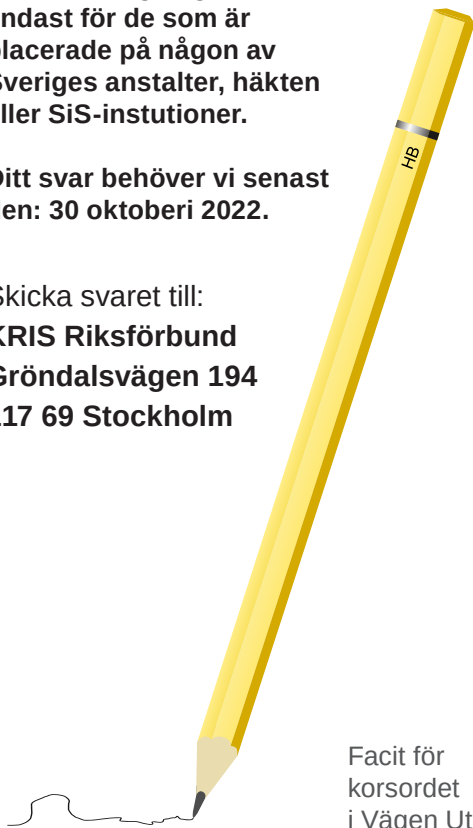 endast för de som är
placerade på någon av
Sveriges anstalter, häkten
eller SiS-instutioner.
Ditt svar behöver vi senast
den: 30 oktoberi 2022.
Skicka svaret till:
KRIS Riksförbund
Gröndalsvägen 194
117 69 Stockholm
HB
Facit för
korsordet
i Vägen Ut